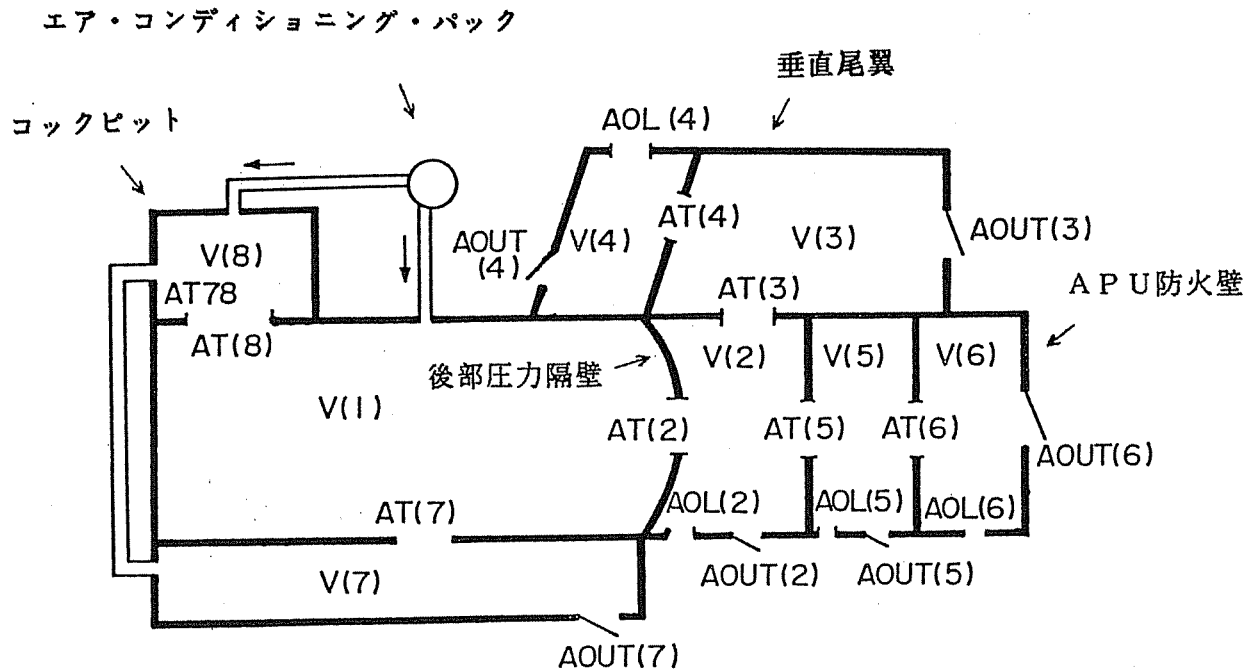 エア・コンディショニング・パック
垂直尾翼
コックピット
AOL(4)
AT(4)
AOUT
(4)
V(4)
V(3)
AOUT(3)
V(8)
AT78
AT(8)
AT(3)
APU防火壁
後部圧力隔壁
V(2)
V(5)
V(6)
V(1)
AT(2)
AT(5)
AT(6)
AOUT(6)
AT(7)
AOL(2)
AOL(5)
AOL(6)
AOUT(2)
AOUT(5)
V(7)
AOUT(7)